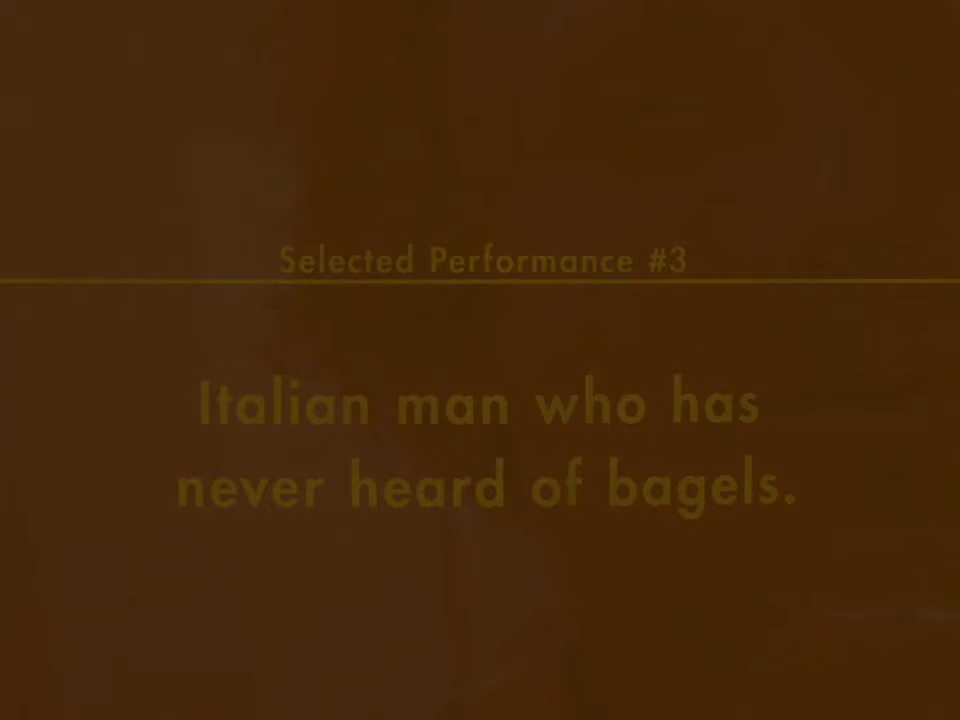 Selected Performance #3
Italian man who has
never heard of bagels.